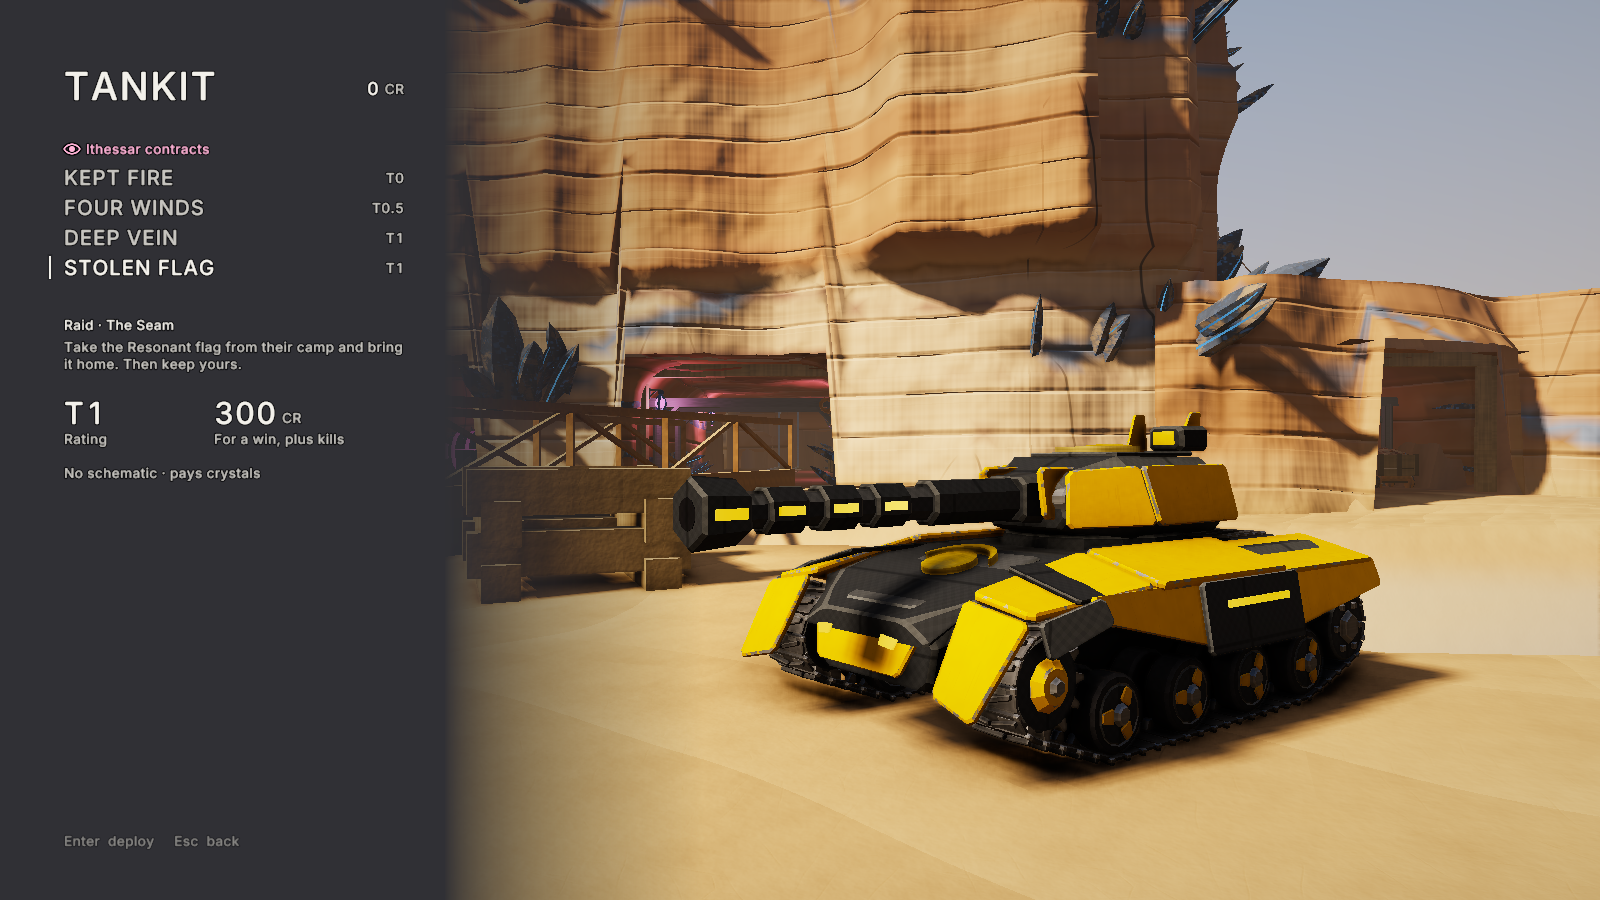 TANKIT
0 CR
Ithessar contracts
KEPT FIRE T0
FOUR WINDS T0.5
DEEP VEIN T1
STOLEN FLAG T1
Raid · The Seam
Take the Resonant flag from their camp and bring
it home. Then keep yours.
T1 300 CR
Rating For a win, plus kills
No schematic · pays crystals
Enter deploy Esc back